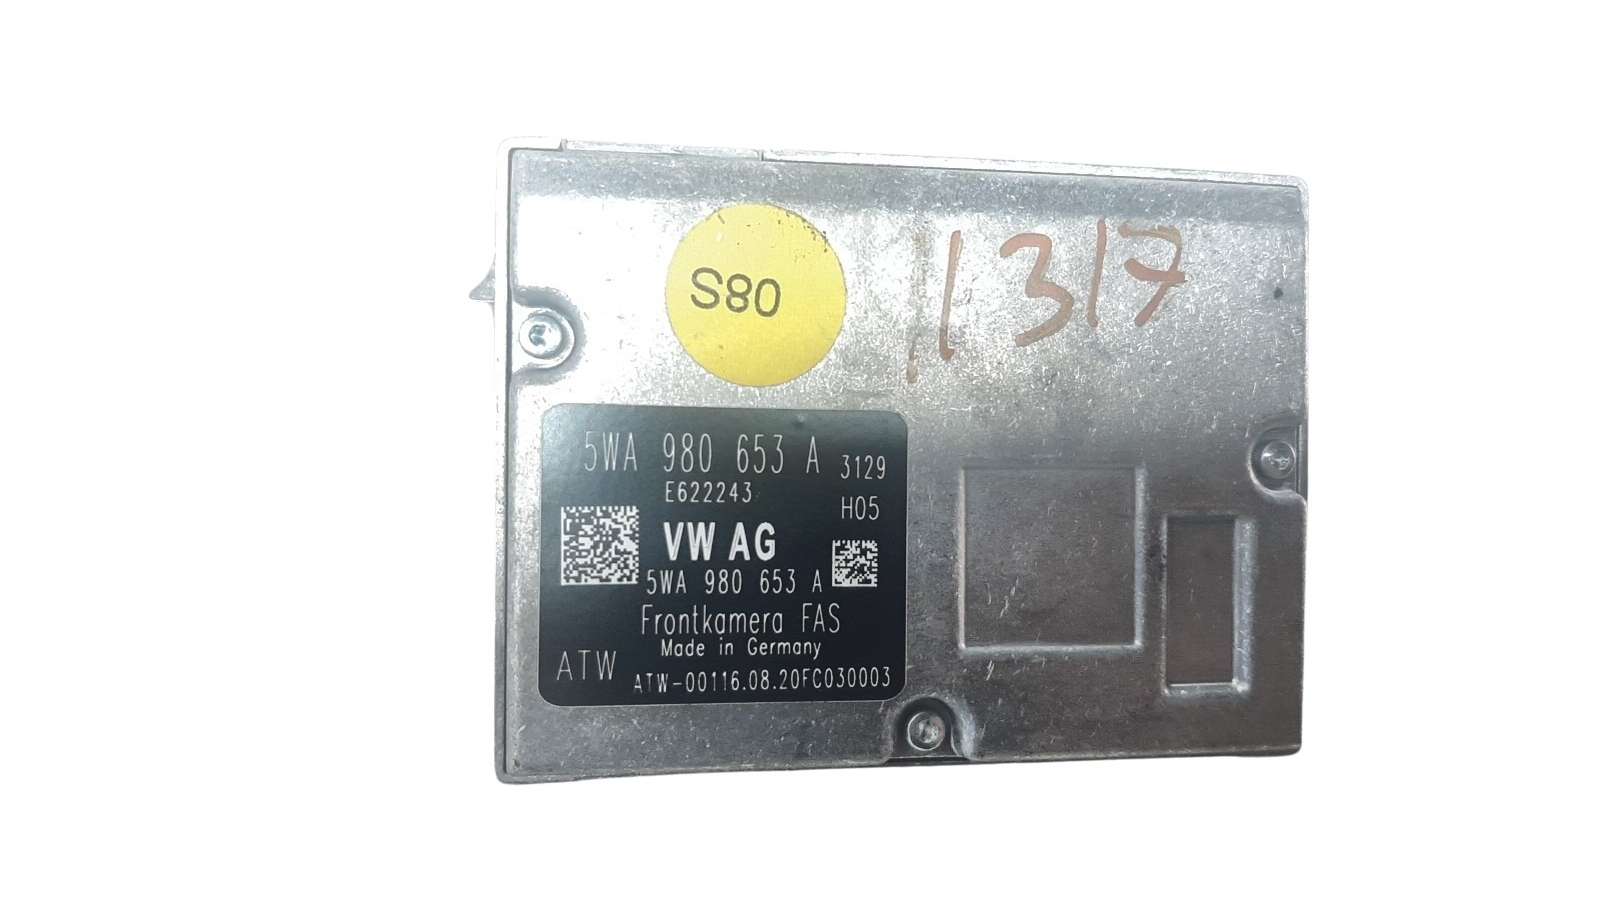 S80
1317
5WA 980 653 A 3129
E622243
H05
VW AG
5WA 980 653 A
Frontkamera FAS
Made in Germany
ATW
ATW-00116.08.20FC030003